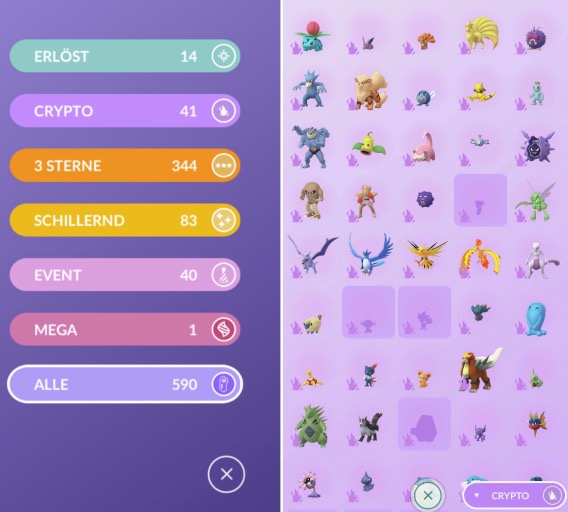 ERLÖST 14
CRYPTO 41
3 STERNE 344
SCHILLERND 83
EVENT 40
MEGA 1
ALLE 590
CRYPTO